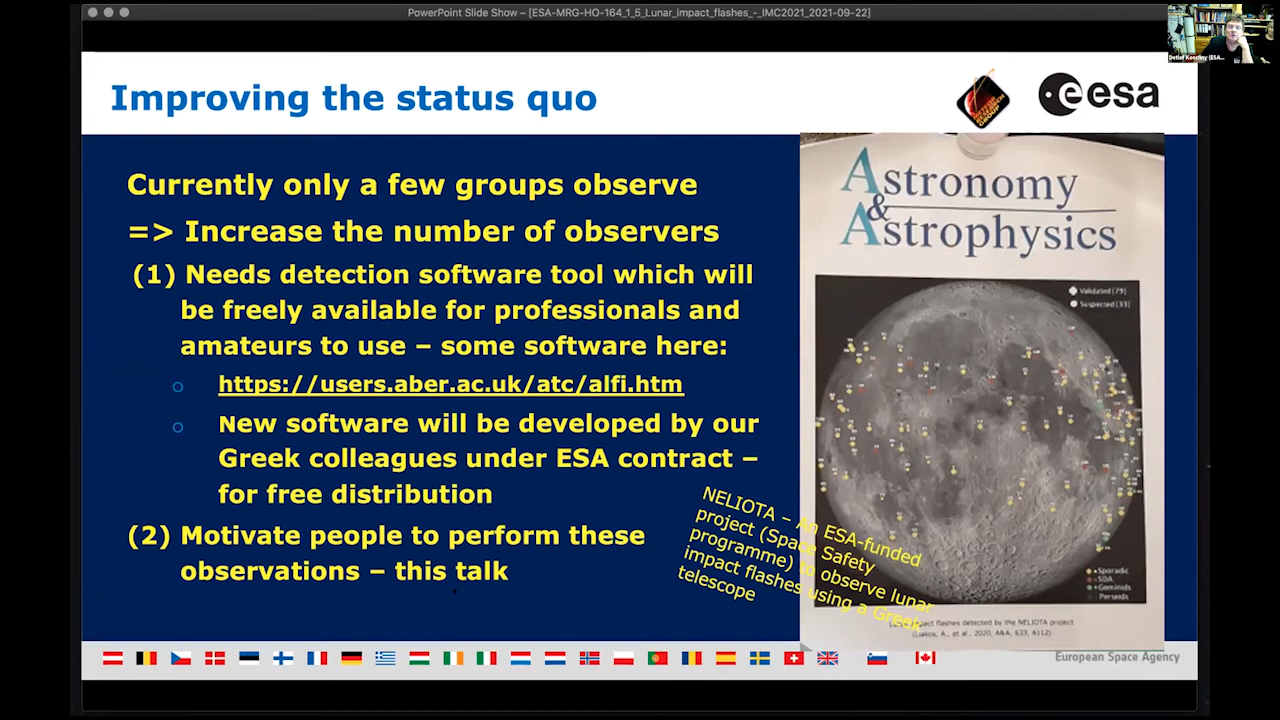 PowerPoint Slide Show – [ESA-MRG-HO-164_1_5_Lunar_impact_flashes_-_IMC2021_2021-09-22]
Detlef Koschny (ESA...
Improving the status quo
METEOR
RESEARCH
GROUP
esa
Currently only a few groups observe
=> Increase the number of observers
(1) Needs detection software tool which will
be freely available for professionals and
amateurs to use – some software here:
https://users.aber.ac.uk/atc/alfi.htm
New software will be developed by our
Greek colleagues under ESA contract –
for free distribution
(2) Motivate people to perform these
observations – this talk
Astronomy
&
Astrophysics
Validated [79]
Suspected [33]
Sporadic
SDA
Geminids
Perseids
NELIOTA – An ESA-funded
project (Space Safety
programme) to observe lunar
impact flashes using a Greek
telescope
impact flashes detected by the NELIOTA project
(Liakos, A., et al., 2020, A&A, 633, A112)
European Space Agency